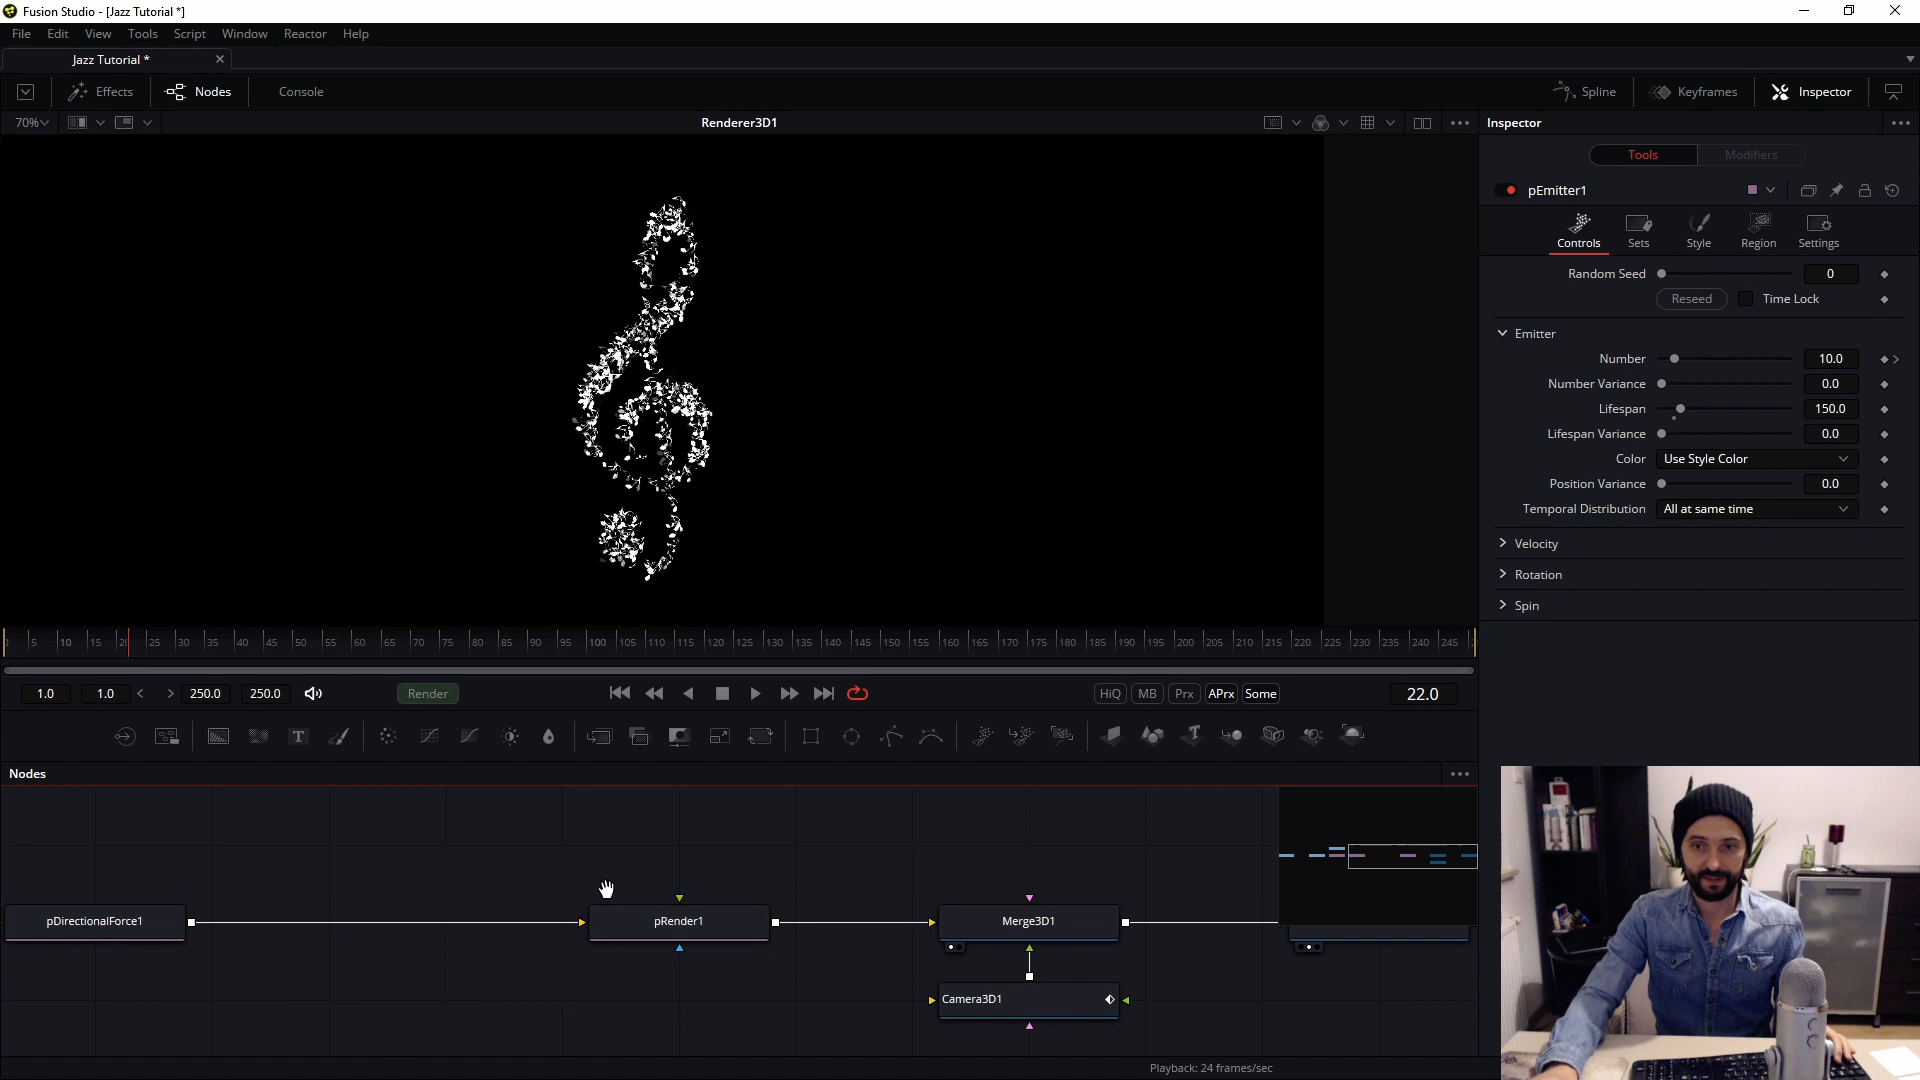 Fusion Studio - [Jazz Tutorial *]
File Edit View Tools Script Window Reactor Help
Jazz Tutorial *
Effects Nodes Console Spline Keyframes Inspector
70% Renderer3D1 Inspector
Tools Modifiers
pEmitter1
Controls Sets Style Region Settings
Random Seed 0
Reseed Time Lock
Emitter
Number 10.0
Number Variance 0.0
Lifespan 150.0
Lifespan Variance 0.0
Color Use Style Color
Position Variance 0.0
Temporal Distribution All at same time
Velocity
Rotation
Spin
5 10 15 20 25 30 35 40 45 50 55 60 65 70 75 80 85 90 95 100 105 110 115 120 125 130 135 140 145 150 155 160 165 170 175 180 185 190 195 200 205 210 215 220 225 230 235 240 245
1.0 1.0 250.0 250.0 Render HiQ MB Prx APrx Some 22.0
Nodes
pDirectionalForce1 pRender1 Merge3D1
Camera3D1
Playback: 24 frames/sec